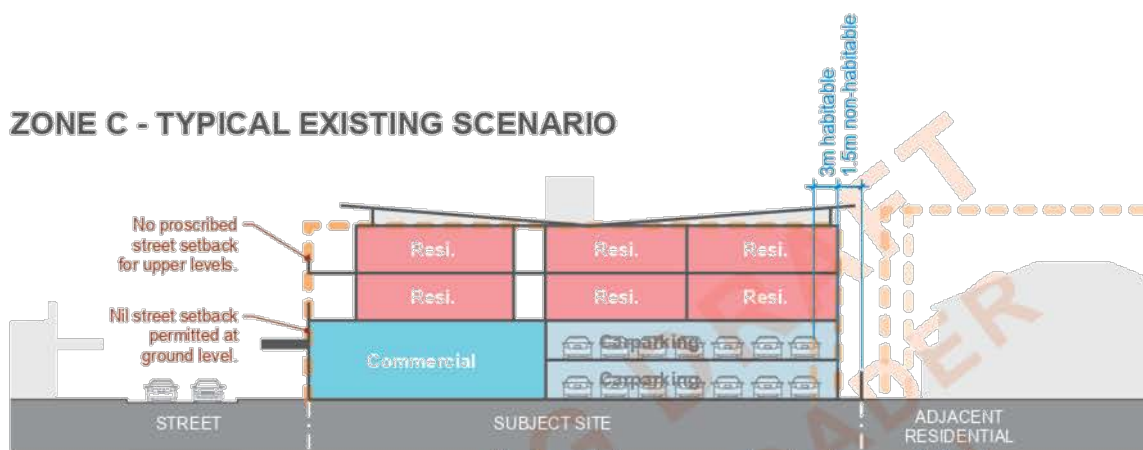 3m habitable
1.5m non-habitable
ZONE C - TYPICAL EXISTING SCENARIO
No proscribed
street setback
for upper levels.
Resi.
Resi.
Resi.
Resi.
Resi.
Resi.
Nil street setback
permitted at
ground level.
Commercial
Carparking
Carparking
STREET
SUBJECT SITE
ADJACENT
RESIDENTIAL
DRAFT